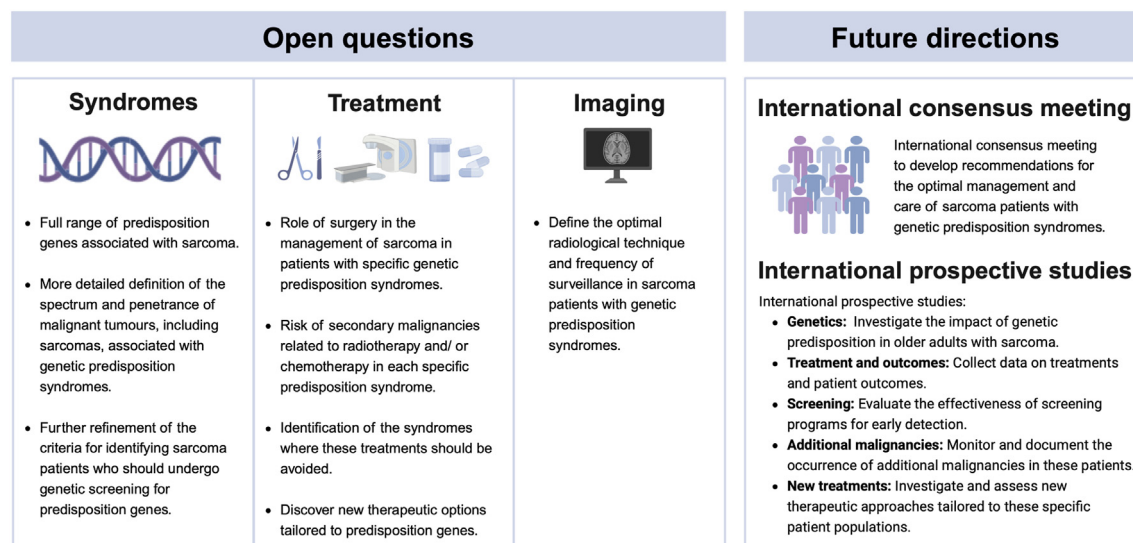 Open questions
Syndromes
• Full range of predisposition
genes associated with sarcoma.
• More detailed definition of the
spectrum and penetrance of
malignant tumours, including
sarcomas, associated with
genetic predisposition
syndromes.
• Further refinement of the
criteria for identifying sarcoma
patients who should undergo
genetic screening for
predisposition genes.
Treatment
• Role of surgery in the
management of sarcoma in
patients with specific genetic
predisposition syndromes.
• Risk of secondary malignancies
related to radiotherapy and/ or
chemotherapy in each specific
predisposition syndrome.
• Identification of the syndromes
where these treatments should be
avoided.
• Discover new therapeutic options
tailored to predisposition genes.
Imaging
• Define the optimal
radiological technique
and frequency of
surveillance in sarcoma
patients with genetic
predisposition
syndromes.
Future directions
International consensus meeting
International consensus meeting
to develop recommendations for
the optimal management and
care of sarcoma patients with
genetic predisposition syndromes.
International prospective studies
International prospective studies:
• Genetics: Investigate the impact of genetic
predisposition in older adults with sarcoma.
• Treatment and outcomes: Collect data on treatments
and patient outcomes.
• Screening: Evaluate the effectiveness of screening
programs for early detection.
• Additional malignancies: Monitor and document the
occurrence of additional malignancies in these patients.
• New treatments: Investigate and assess new
therapeutic approaches tailored to these specific
patient populations.